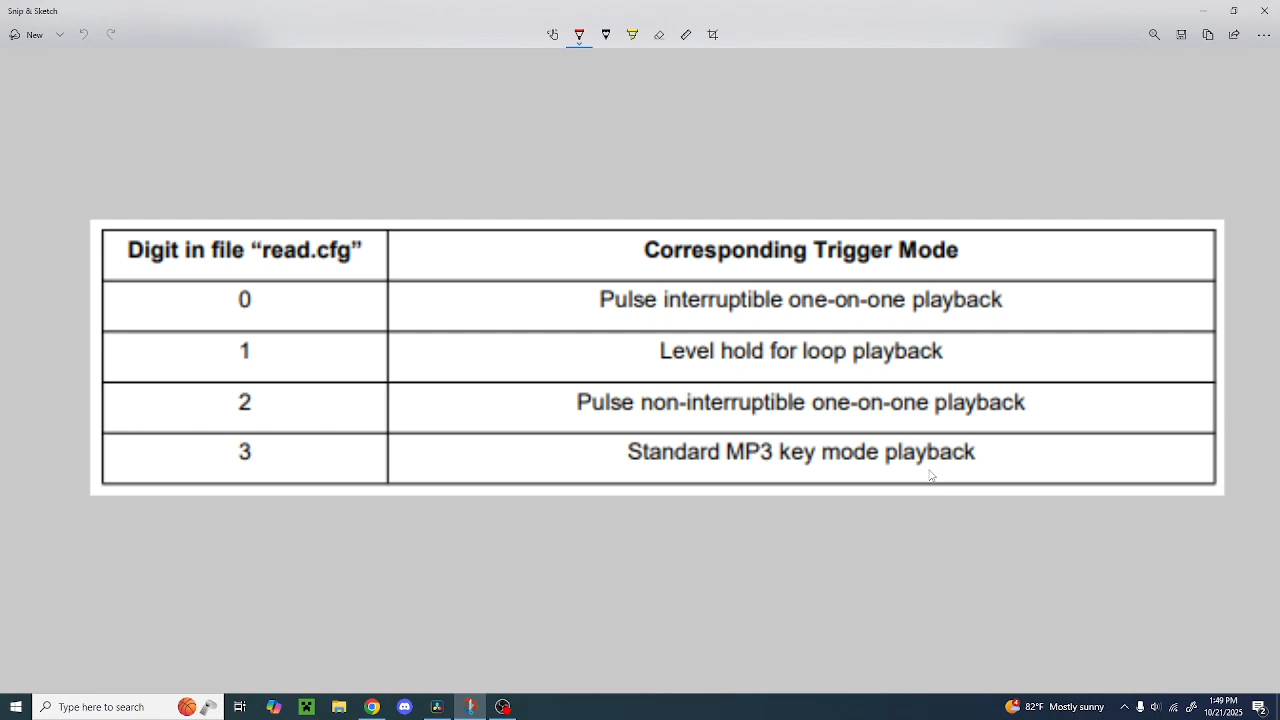 Snip & Sketch
New
Digit in file “read.cfg” Corresponding Trigger Mode
0 Pulse interruptible one-on-one playback
1 Level hold for loop playback
2 Pulse non-interruptible one-on-one playback
3 Standard MP3 key mode playback
Type here to search
82°F Mostly sunny
1:49 PM
10/21/2025